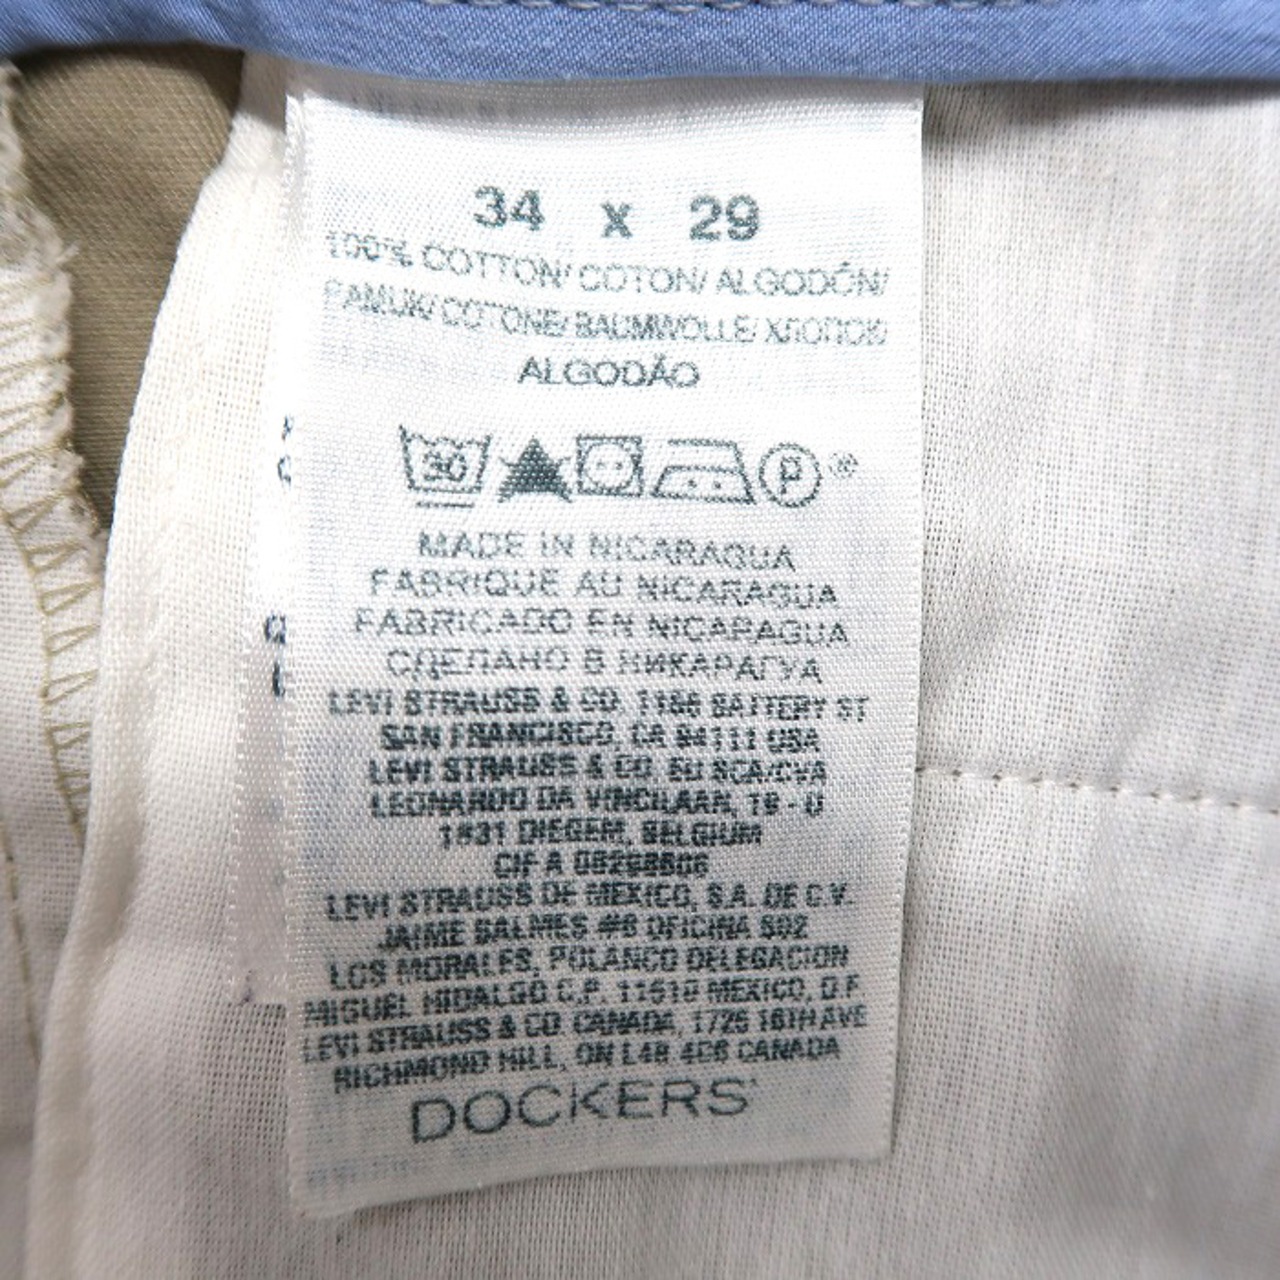 34 x 29
100% COTTON/ COTON/ ALGODÓN/
PAMUK/ COTONE/ BAUMWOLLE/ ХЛОПОК/
ALGODÃO
30 P ®
MADE IN NICARAGUA
FABRIQUE AU NICARAGUA
FABRICADO EN NICARAGUA
СДЕЛАНО В НИКАРАГУА
LEVI STRAUSS & CO. 1155 BATTERY ST
SAN FRANCISCO, CA 94111 USA
LEVI STRAUSS & CO. EU SCA/CVA
LEONARDO DA VINCILAAN, 19 - D
1831 DIEGEM, BELGIUM
CIF A
LEVI STRAUSS DE MEXICO, S.A. DE C.V.
JAIME BALMES #8 OFICINA 802
LOS MORALES, POLANCO DELEGACION
MIGUEL HIDALGO C.P. 11510 MEXICO, D.F.
LEVI STRAUSS & CO. CANADA, 1725 16TH AVE
RICHMOND HILL, ON L4B 4C6 CANADA
DOCKERS